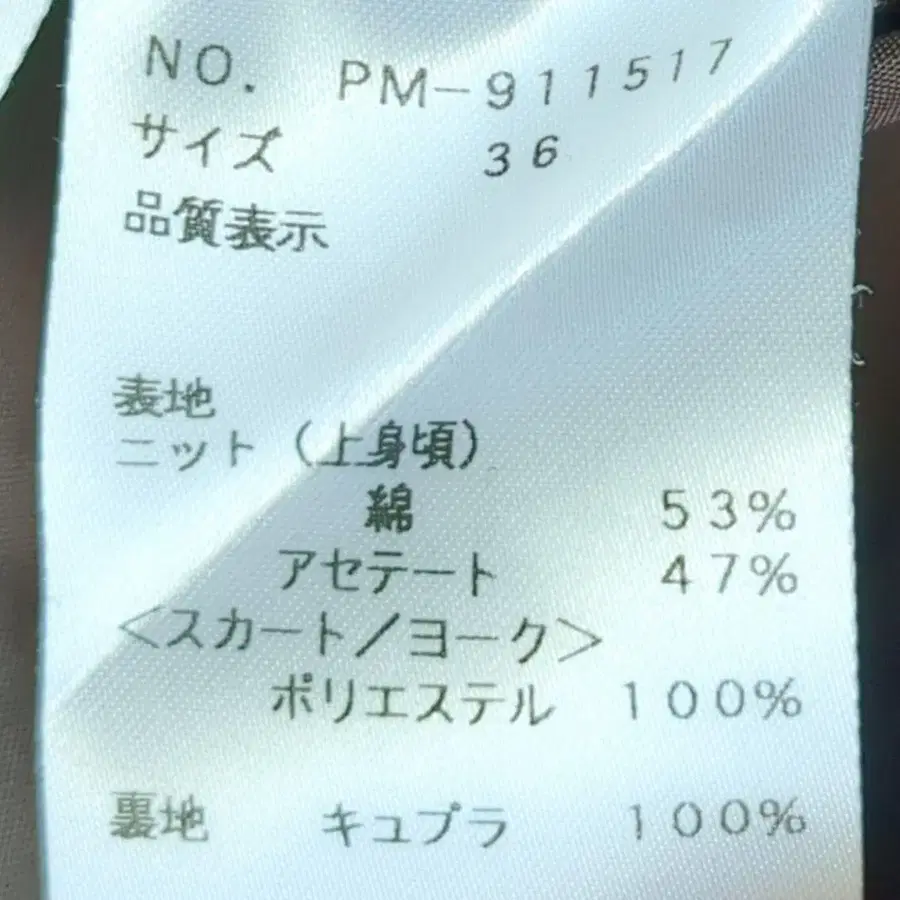 NO. PM-911517
サイズ 36
品質表示
表地
ニット(上身頃)
綿 53%
アセテート 47%
<スカート/ヨーク>
ポリエステル 100%
裏地 キュプラ 100%